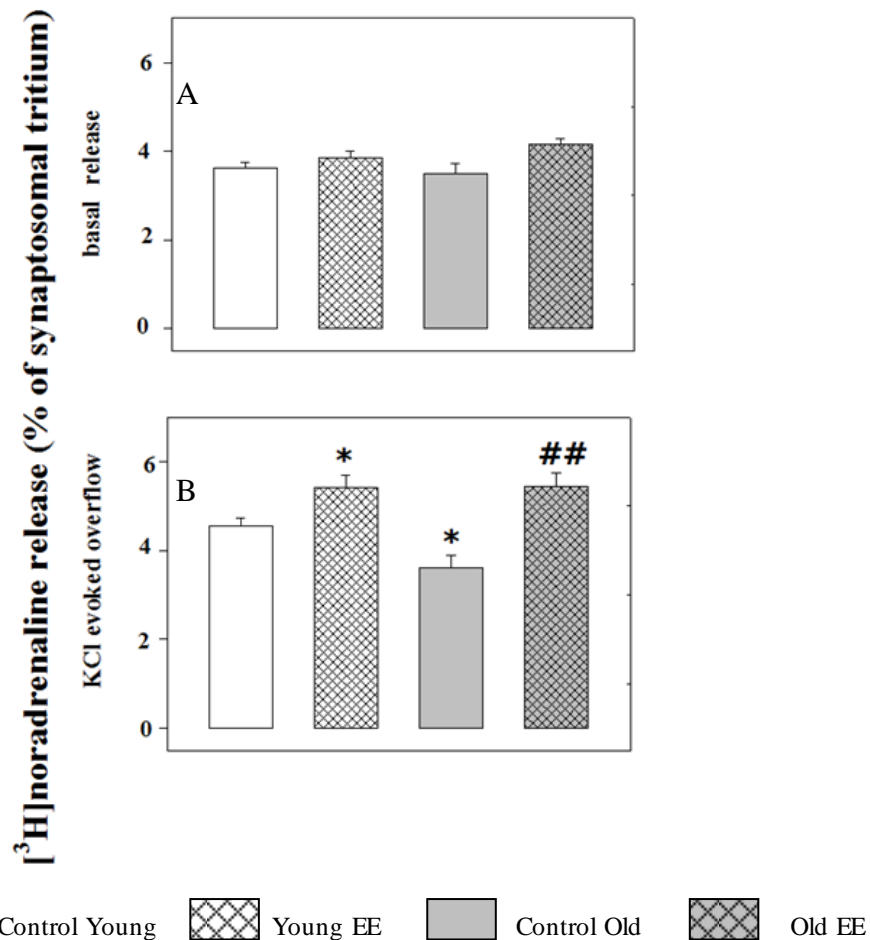 [³H]noradrenaline release (% of synaptosomal tritium)
basal release
6
4
2
0
A
KCl evoked overflow
6
4
2
0
B
*
*
##
Control Young Young EE Control Old Old EE